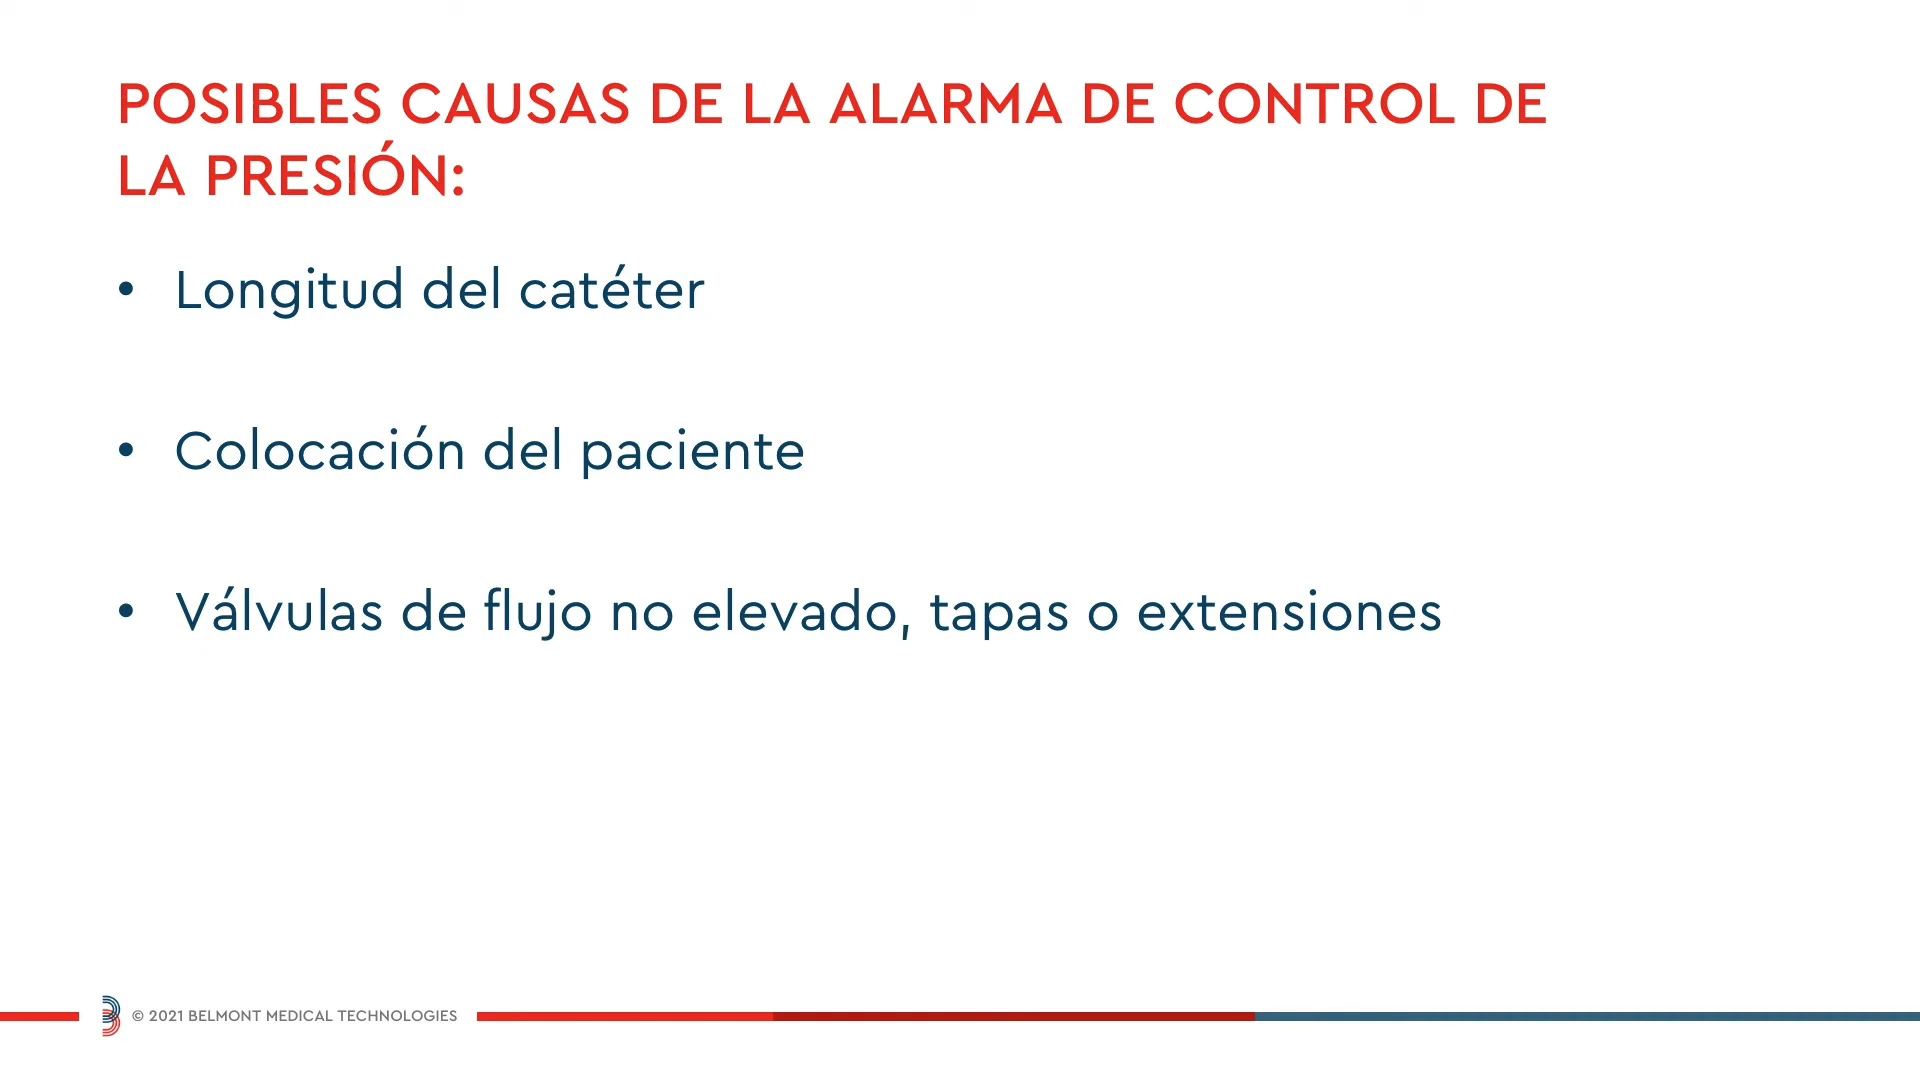 POSIBLES CAUSAS DE LA ALARMA DE CONTROL DE
LA PRESIÓN:
• Longitud del catéter
• Colocación del paciente
• Válvulas de flujo no elevado, tapas o extensiones
© 2021 BELMONT MEDICAL TECHNOLOGIES